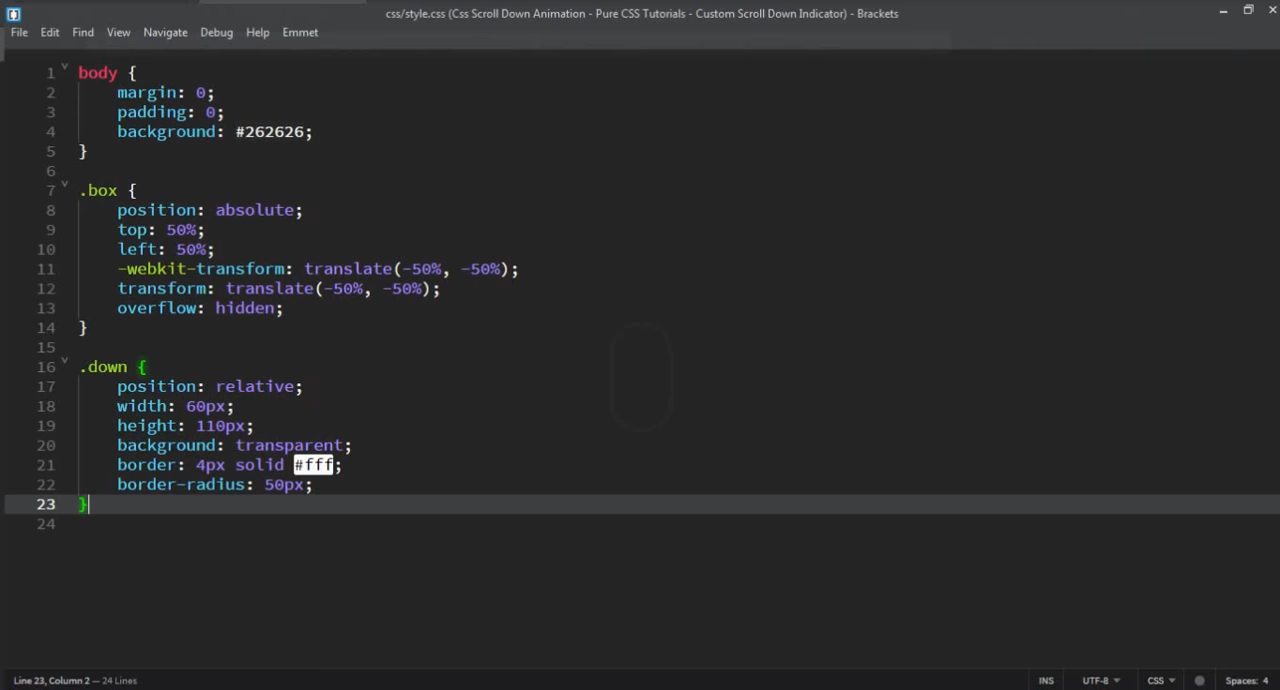 css/style.css (Css Scroll Down Animation - Pure CSS Tutorials - Custom Scroll Down Indicator) - Brackets
File Edit Find View Navigate Debug Help Emmet
1 body {
2 margin: 0;
3 padding: 0;
4 background: #262626;
5 }
6
7 .box {
8 position: absolute;
9 top: 50%;
10 left: 50%;
11 -webkit-transform: translate(-50%, -50%);
12 transform: translate(-50%, -50%);
13 overflow: hidden;
14 }
15
16 .down {
17 position: relative;
18 width: 60px;
19 height: 110px;
20 background: transparent;
21 border: 4px solid #fff;
22 border-radius: 50px;
23 }
24
Line 23, Column 2 — 24 Lines INS UTF-8 CSS Spaces: 4